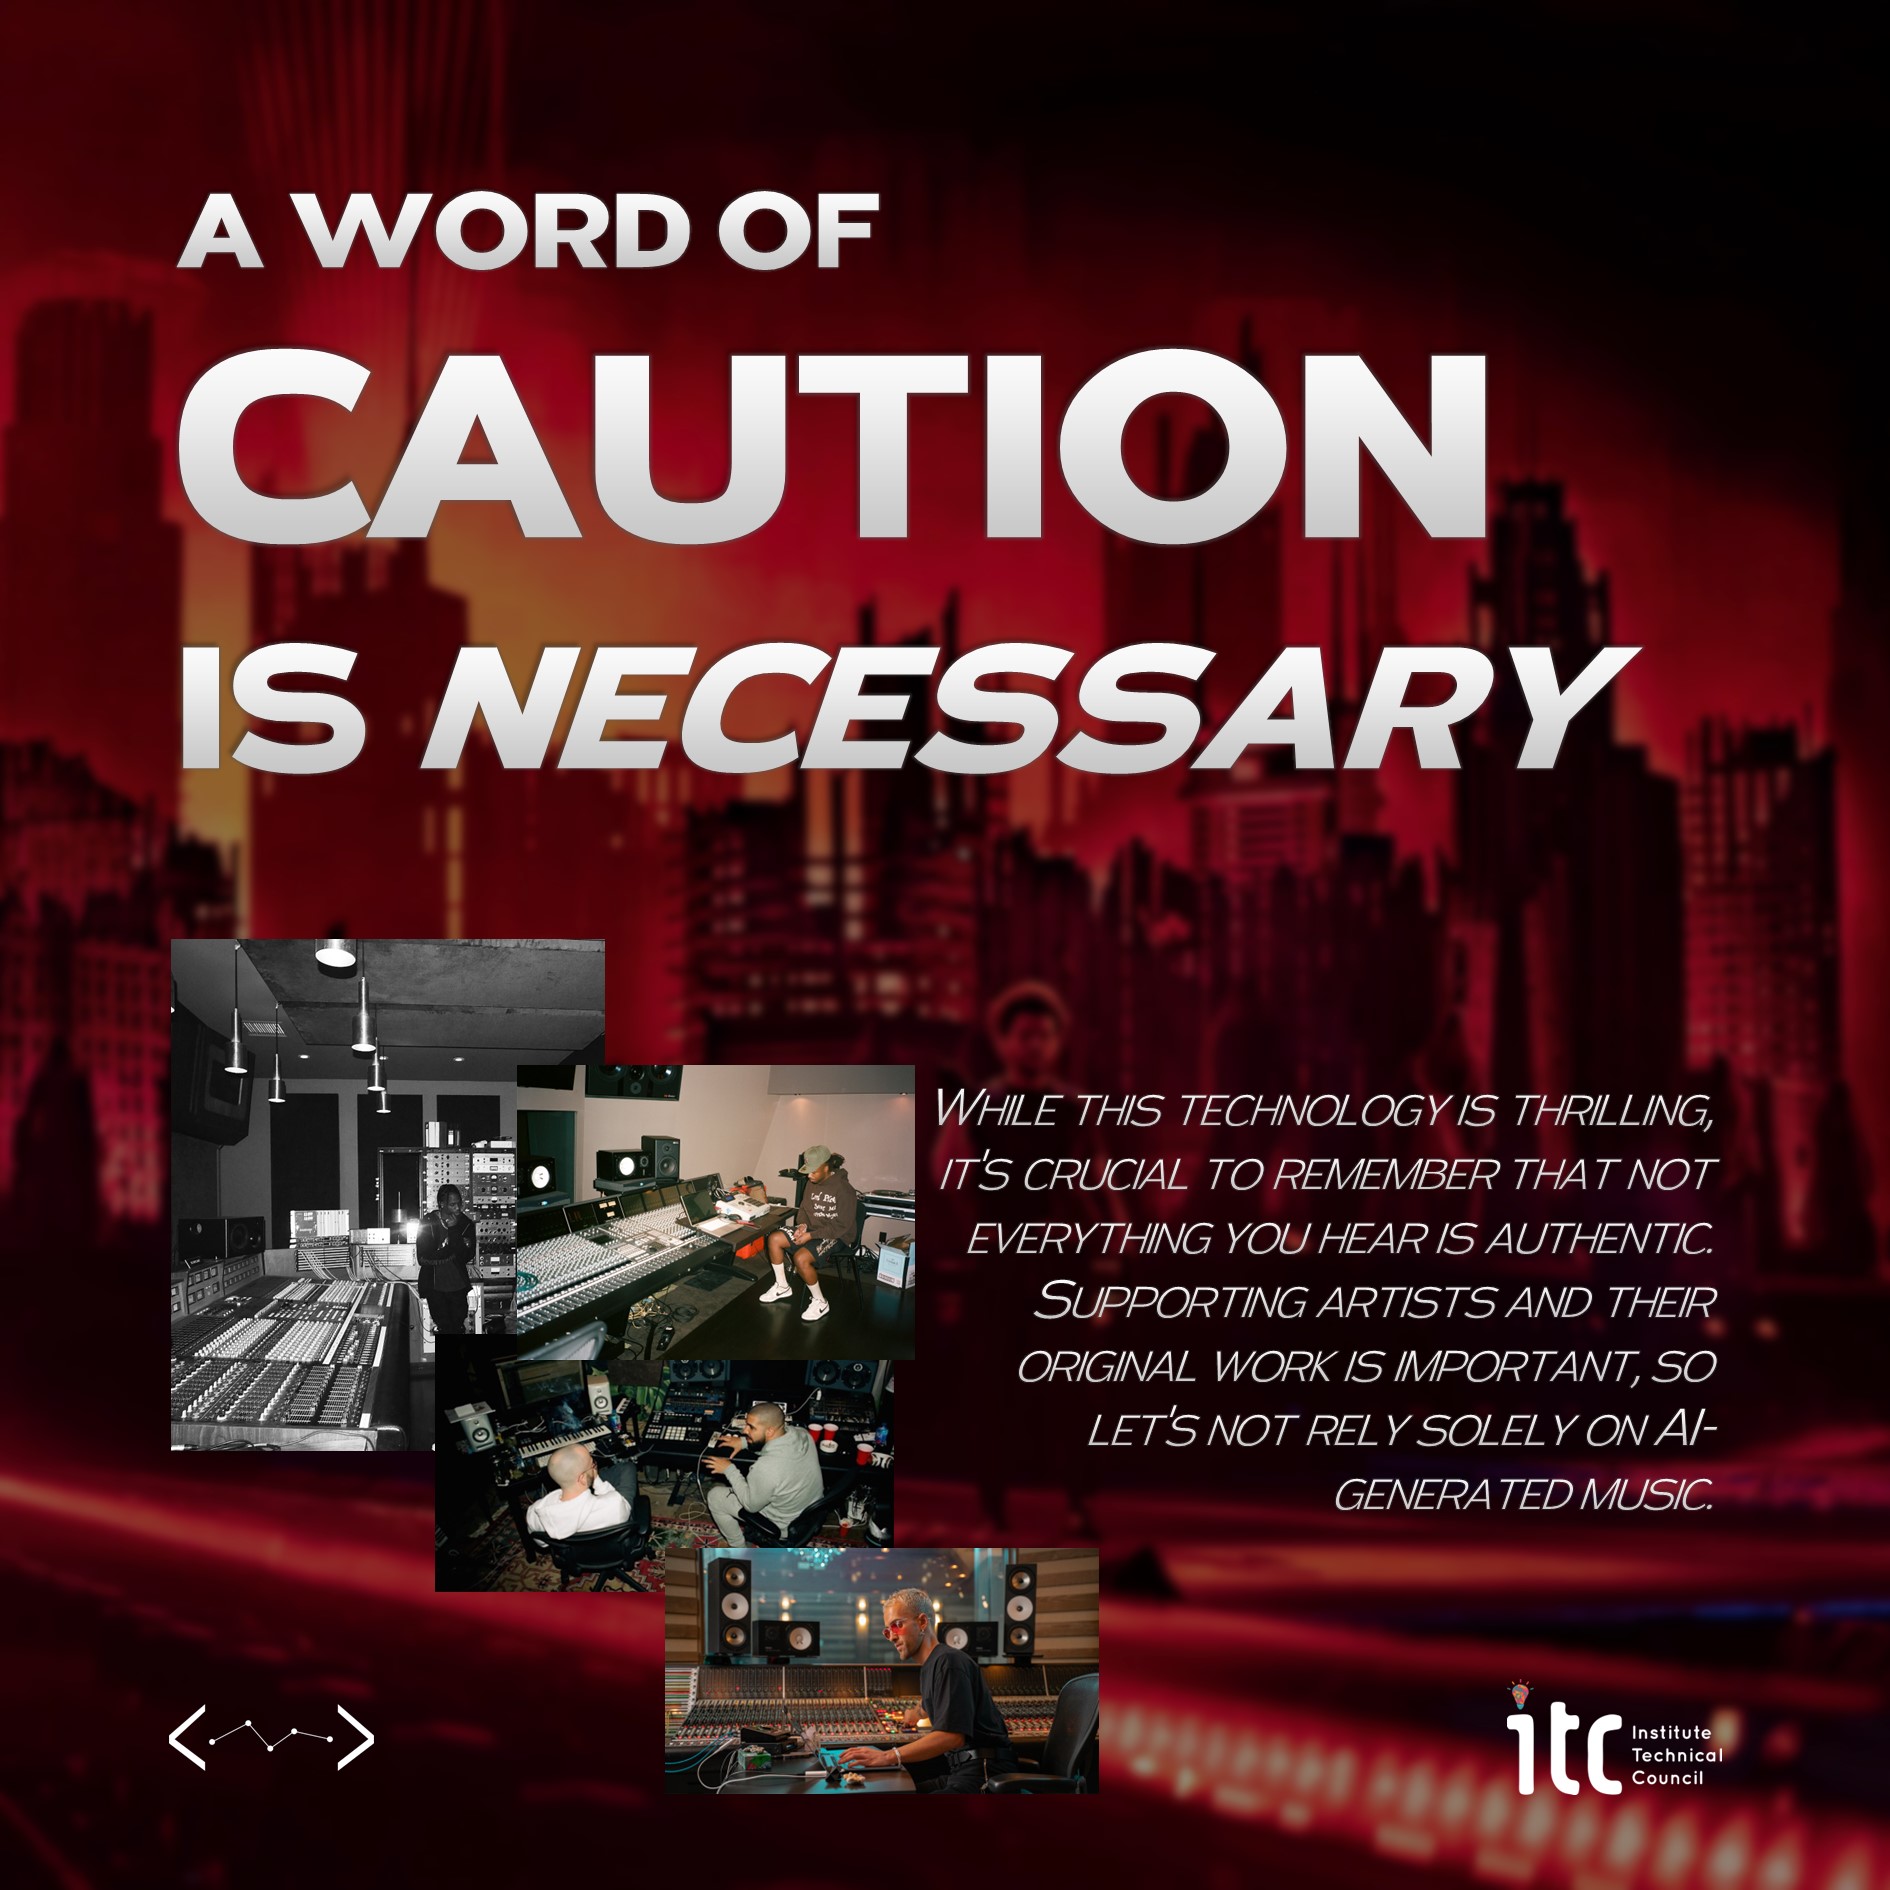 A WORD OF
CAUTION
IS NECESSARY
While this technology is thrilling,
it's crucial to remember that not
everything you hear is authentic.
Supporting artists and their
original work is important, so
let's not rely solely on AI-
generated music.
itc
Institute
Technical
Council